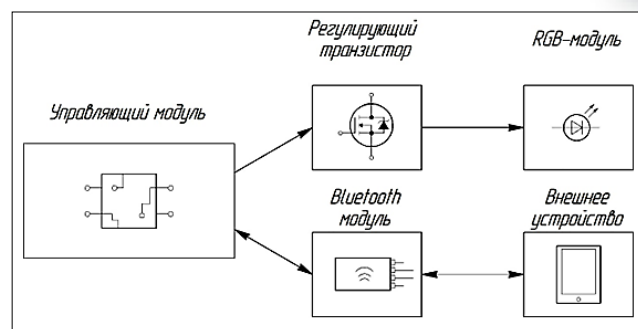 Регулирующий
транзистор
RGB-модуль
Управляющий модуль
Bluetooth
модуль
Внешнее
устройство